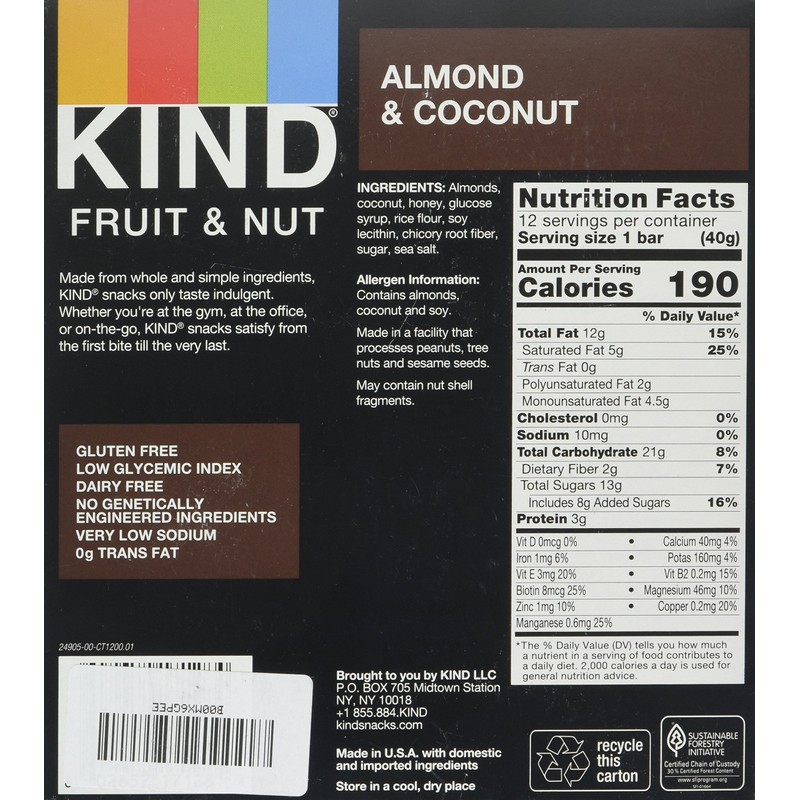 KIND®
FRUIT & NUT
ALMOND
& COCONUT
Made from whole and simple ingredients,
KIND® snacks only taste indulgent.
Whether you're at the gym, at the office,
or on-the-go, KIND® snacks satisfy from
the first bite till the very last.
GLUTEN FREE
LOW GLYCEMIC INDEX
DAIRY FREE
NO GENETICALLY
ENGINEERED INGREDIENTS
VERY LOW SODIUM
0g TRANS FAT
24905-00-CT1200.01
B00MX6GPEE
INGREDIENTS: Almonds,
coconut, honey, glucose
syrup, rice flour, soy
lecithin, chicory root fiber,
sugar, sea salt.
Allergen Information:
Contains almonds,
coconut and soy.
Made in a facility that
processes peanuts, tree
nuts and sesame seeds.
May contain nut shell
fragments.
Brought to you by KIND LLC
P.O. BOX 705 Midtown Station
NY, NY 10018
+1 855.884.KIND
kindsnacks.com
Made in U.S.A. with domestic
and imported ingredients
Store in a cool, dry place
Nutrition Facts
12 servings per container
Serving size 1 bar (40g)
Amount Per Serving
Calories 190
% Daily Value*
Total Fat 12g 15%
Saturated Fat 5g 25%
Trans Fat 0g
Polyunsaturated Fat 2g
Monounsaturated Fat 4.5g
Cholesterol 0mg 0%
Sodium 10mg 0%
Total Carbohydrate 21g 8%
Dietary Fiber 2g 7%
Total Sugars 13g
Includes 8g Added Sugars 16%
Protein 3g
Vit D 0mcg 0% • Calcium 40mg 4%
Iron 1mg 6% • Potas 160mg 4%
Vit E 3mg 20% • Vit B2 0.2mg 15%
Biotin 8mcg 25% • Magnesium 46mg 10%
Zinc 1mg 10% • Copper 0.2mg 20%
Manganese 0.6mg 25%
*The % Daily Value (DV) tells you how much
a nutrient in a serving of food contributes to
a daily diet. 2,000 calories a day is used for
general nutrition advice.
recycle
this
carton
SUSTAINABLE
FORESTRY
INITIATIVE
Certified Chain of Custody
30% Certified Forest Content
www.sfiprogram.org